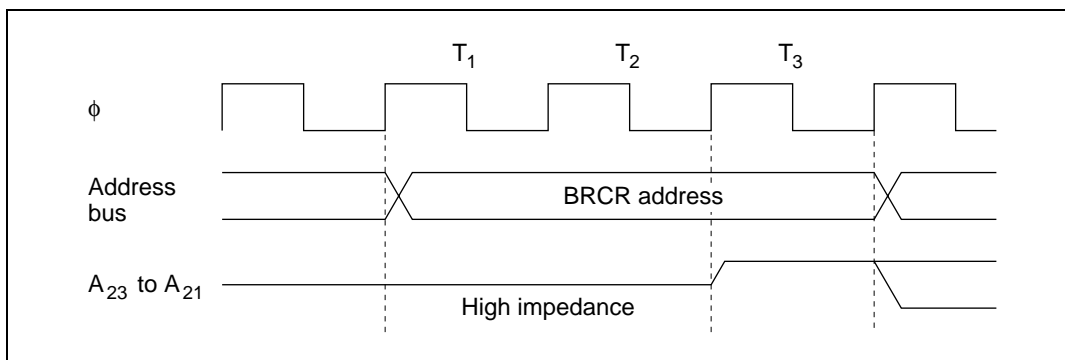 T₁ T₂ T₃
ϕ
Address
bus
BRCR address
A₂₃ to A₂₁
High impedance